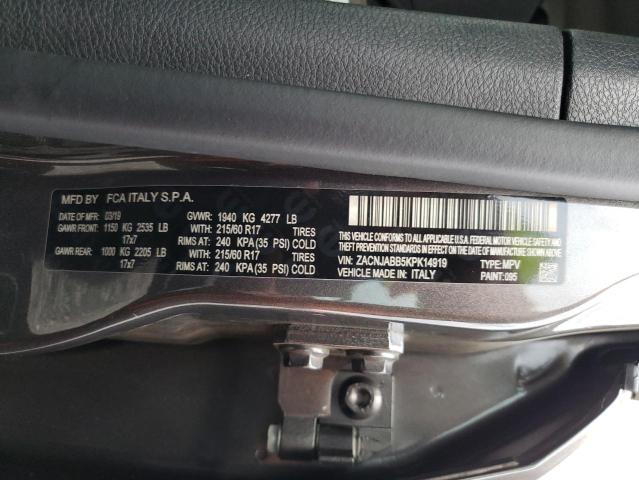 MFD BY FCA ITALY S.P.A.
DATE OF MFR: 03/19 GVWR: 1940 KG 4277 LB
GAWR FRONT: 1150 KG 2535 LB WITH: 215/60 R17 TIRES
17x7 RIMS AT: 240 KPA(35 PSI) COLD
GAWR REAR: 1000 KG 2205 LB WITH: 215/60 R17 TIRES
17x7 RIMS AT: 240 KPA (35 PSI) COLD
THIS VEHICLE CONFORMS TO ALL APPLICABLE U.S.A. FEDERAL MOTOR VEHICLE SAFETY,
BUMPER, AND THEFT PREVENTION STANDARDS IN EFFECT
ON THE DATE OF MANUFACTURE SHOWN ABOVE.
VIN: ZACNJABB5KPK14919 TYPE: MPV
VEHICLE MADE IN: ITALY PAINT: 095